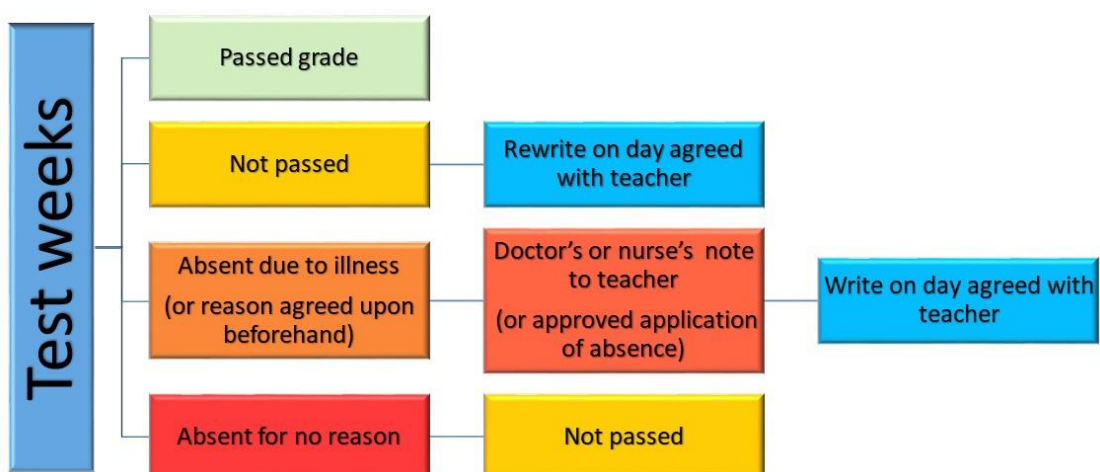 Test weeks
Passed grade
Not passed
Rewrite on day agreed
with teacher
Absent due to illness
(or reason agreed upon
beforehand)
Doctor's or nurse's note
to teacher
(or approved application
of absence)
Write on day agreed with
teacher
Absent for no reason
Not passed